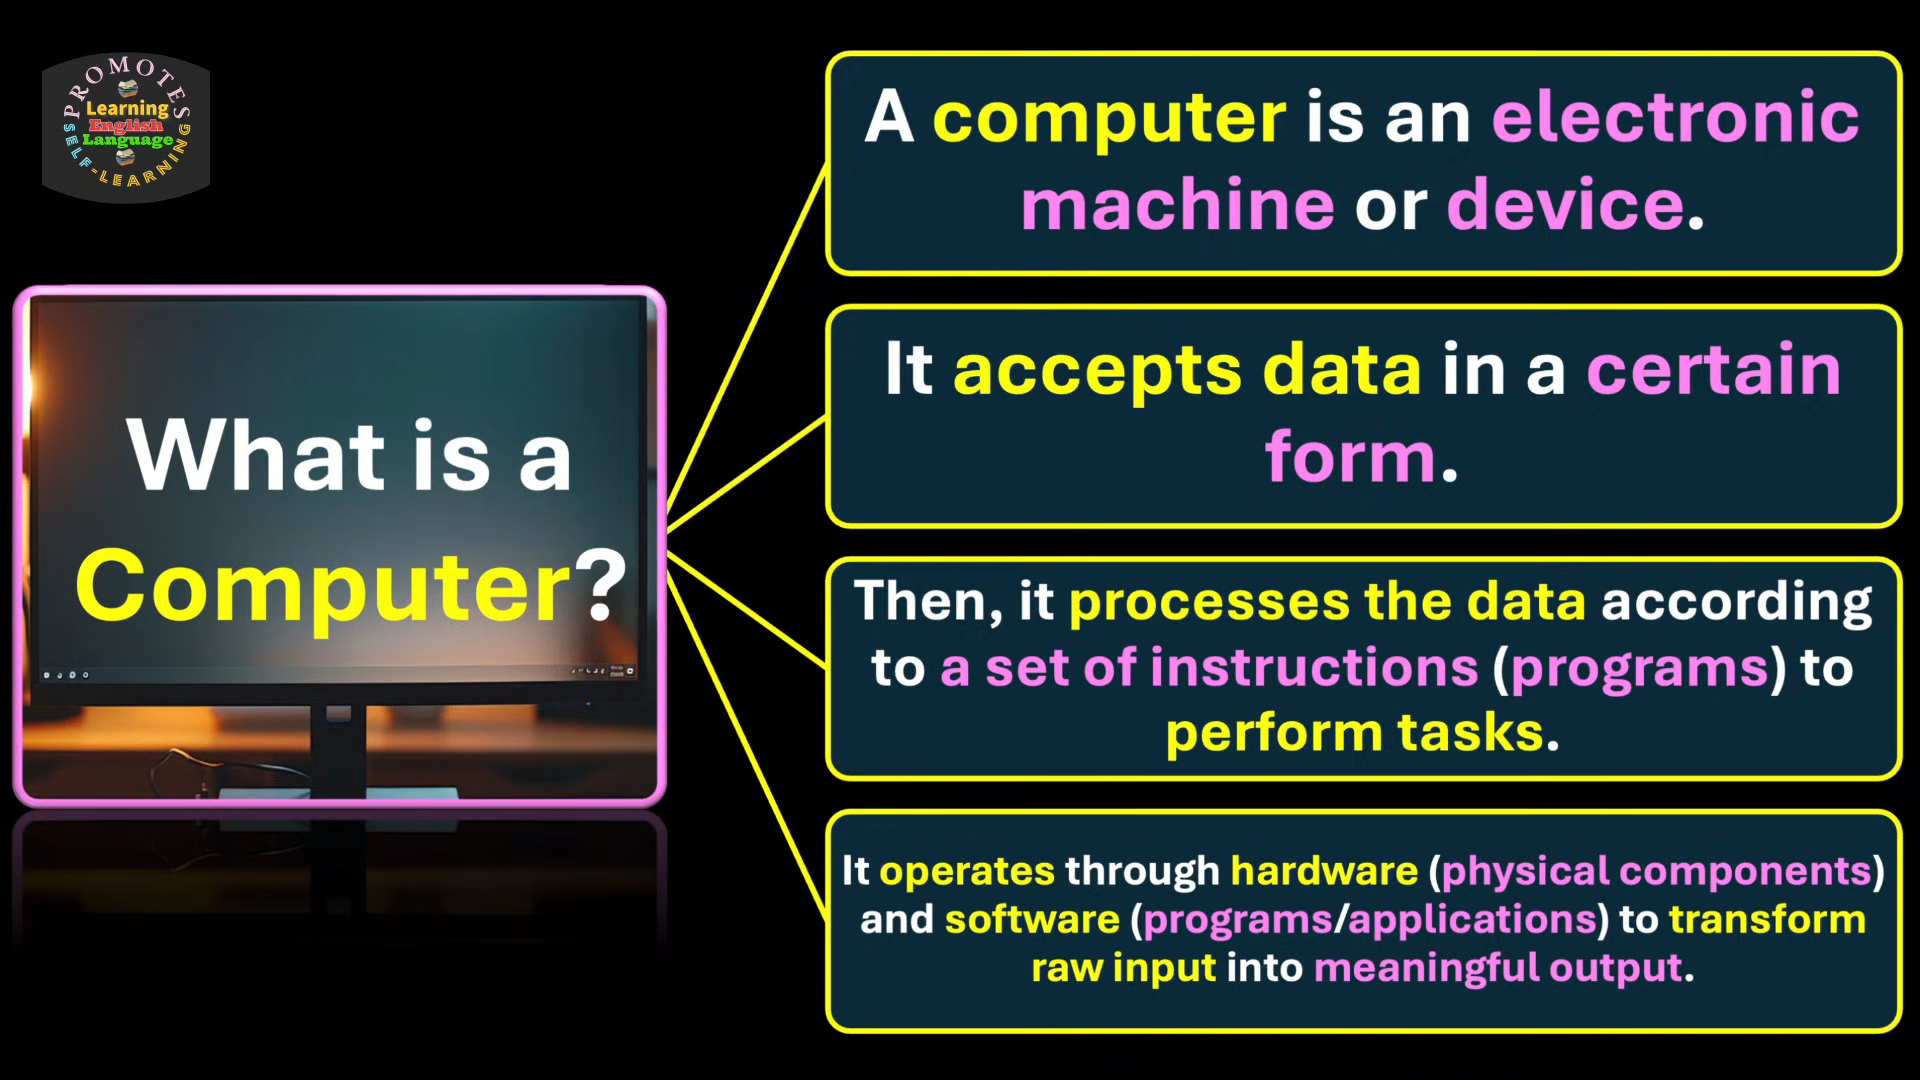 PROMOTES
Learning
English
Language
SELF-LEARNING
What is a
Computer?
A computer is an electronic
machine or device.
It accepts data in a certain
form.
Then, it processes the data according
to a set of instructions (programs) to
perform tasks.
It operates through hardware (physical components)
and software (programs/applications) to transform
raw input into meaningful output.